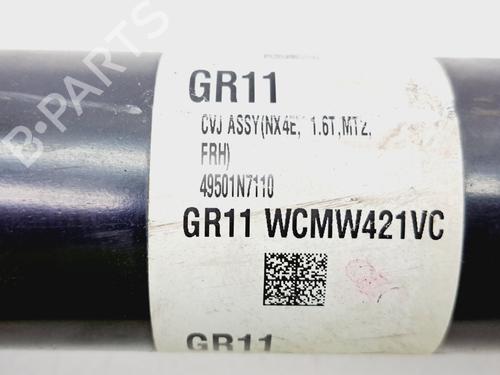 GR11
CVJ ASSY(NX4E, 1.6T,MT2,
FRH)
49501N7110
GR11 WCMW421VC
GR11
B-PARTS